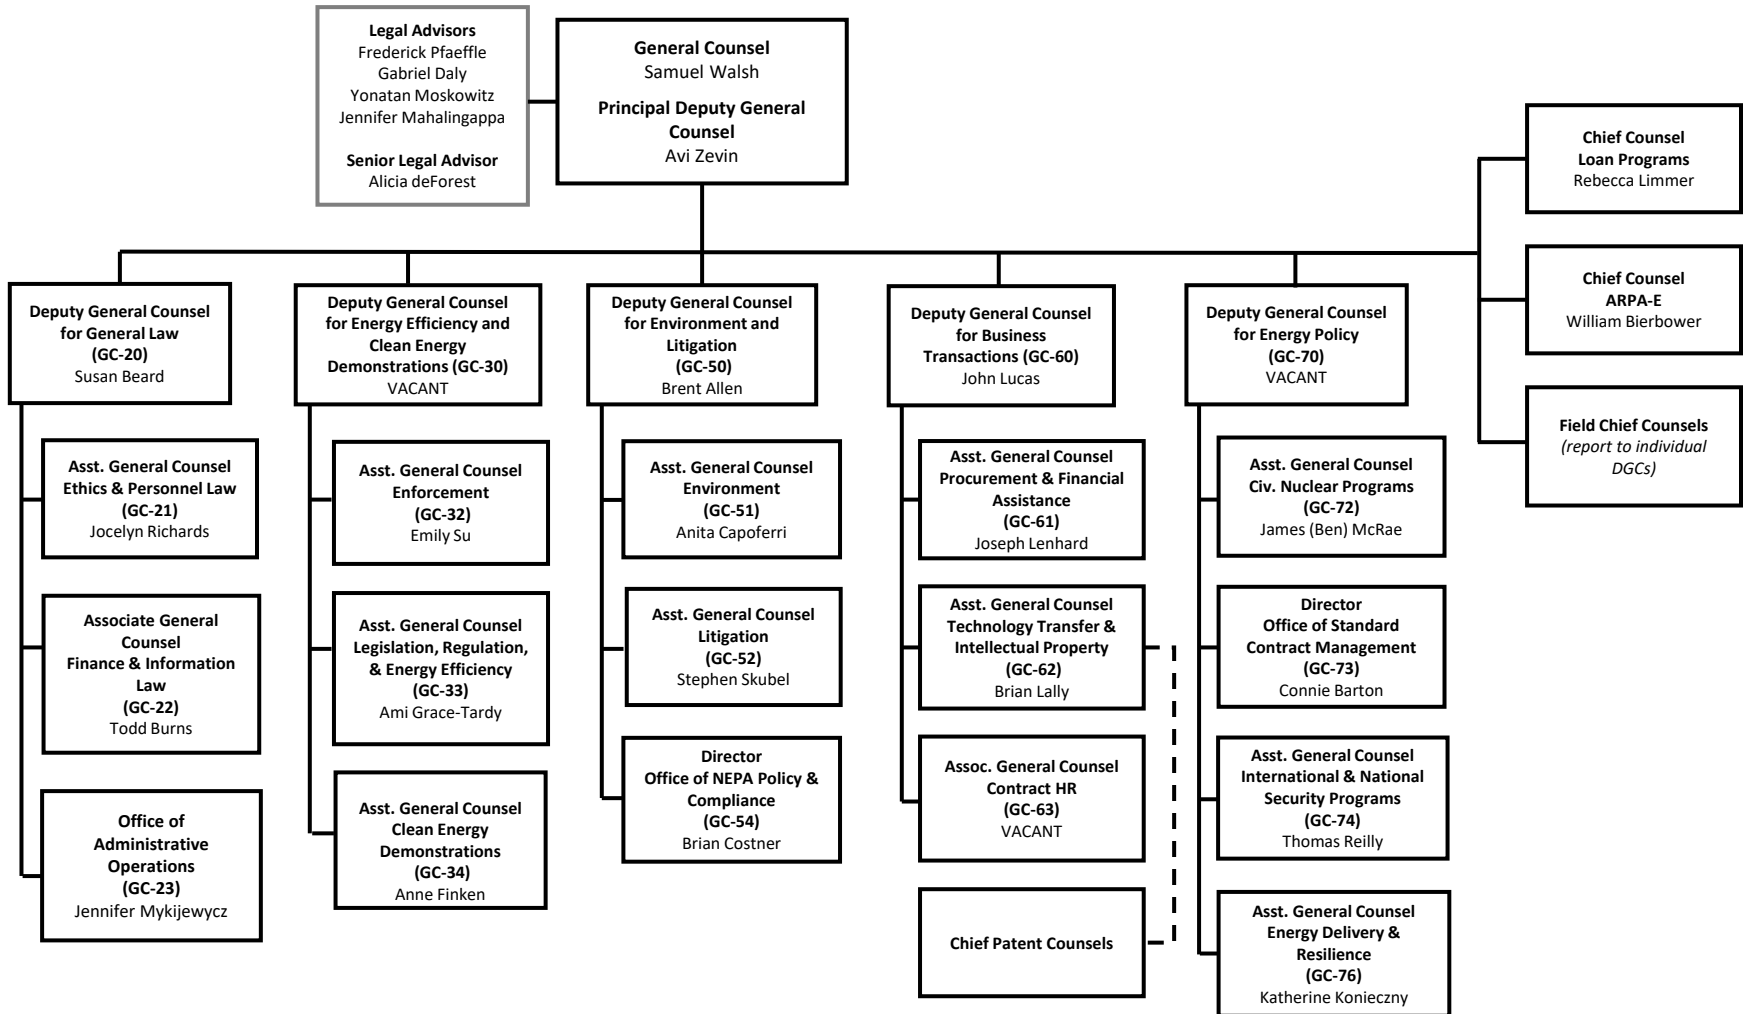 Legal Advisors
Frederick Pfaeffle
Gabriel Daly
Yonatan Moskowitz
Jennifer Mahalingappa
Senior Legal Advisor
Alicia deForest
General Counsel
Samuel Walsh
Principal Deputy General
Counsel
Avi Zevin
Chief Counsel
Loan Programs
Rebecca Limmer
Chief Counsel
ARPA-E
William Bierbower
Field Chief Counsels
(report to individual
DGCs)
Deputy General Counsel
for General Law
(GC-20)
Susan Beard
Asst. General Counsel
Ethics & Personnel Law
(GC-21)
Jocelyn Richards
Associate General
Counsel
Finance & Information
Law
(GC-22)
Todd Burns
Office of
Administrative
Operations
(GC-23)
Jennifer Mykijewycz
Deputy General Counsel
for Energy Efficiency and
Clean Energy
Demonstrations (GC-30)
VACANT
Asst. General Counsel
Enforcement
(GC-32)
Emily Su
Asst. General Counsel
Legislation, Regulation,
& Energy Efficiency
(GC-33)
Ami Grace-Tardy
Asst. General Counsel
Clean Energy
Demonstrations
(GC-34)
Anne Finken
Deputy General Counsel
for Environment and
Litigation
(GC-50)
Brent Allen
Asst. General Counsel
Environment
(GC-51)
Anita Capoferri
Asst. General Counsel
Litigation
(GC-52)
Stephen Skubel
Director
Office of NEPA Policy &
Compliance
(GC-54)
Brian Costner
Deputy General Counsel
for Business
Transactions (GC-60)
John Lucas
Asst. General Counsel
Procurement & Financial
Assistance
(GC-61)
Joseph Lenhard
Asst. General Counsel
Technology Transfer &
Intellectual Property
(GC-62)
Brian Lally
Assoc. General Counsel
Contract HR
(GC-63)
VACANT
Chief Patent Counsels
Deputy General Counsel
for Energy Policy
(GC-70)
VACANT
Asst. General Counsel
Civ. Nuclear Programs
(GC-72)
James (Ben) McRae
Director
Office of Standard
Contract Management
(GC-73)
Connie Barton
Asst. General Counsel
International & National
Security Programs
(GC-74)
Thomas Reilly
Asst. General Counsel
Energy Delivery &
Resilience
(GC-76)
Katherine Konieczny